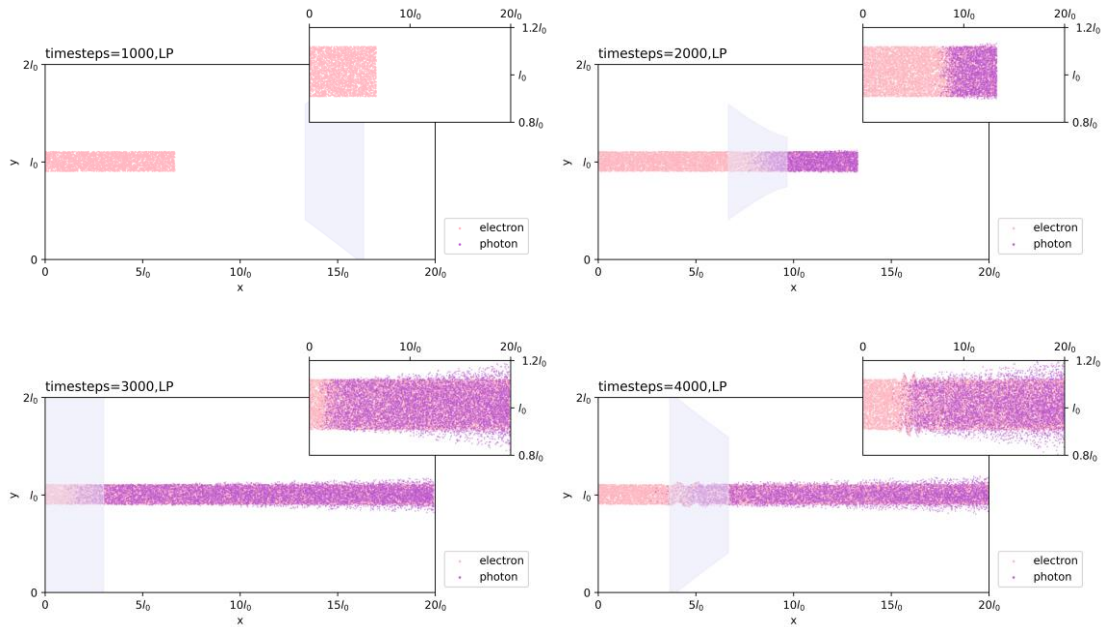 0 10l₀ 20l₀
1.2l₀
l₀
0.8l₀
timesteps=1000,LP
2l₀
y l₀
0
0 5l₀ 10l₀ 15l₀ 20l₀
x
electron
photon
0 10l₀ 20l₀
1.2l₀
l₀
0.8l₀
timesteps=2000,LP
2l₀
y l₀
0
0 5l₀ 10l₀ 15l₀ 20l₀
x
electron
photon
0 10l₀ 20l₀
1.2l₀
l₀
0.8l₀
timesteps=3000,LP
2l₀
y l₀
0
0 5l₀ 10l₀ 15l₀ 20l₀
x
electron
photon
0 10l₀ 20l₀
1.2l₀
l₀
0.8l₀
timesteps=4000,LP
2l₀
y l₀
0
0 5l₀ 10l₀ 15l₀ 20l₀
x
electron
photon